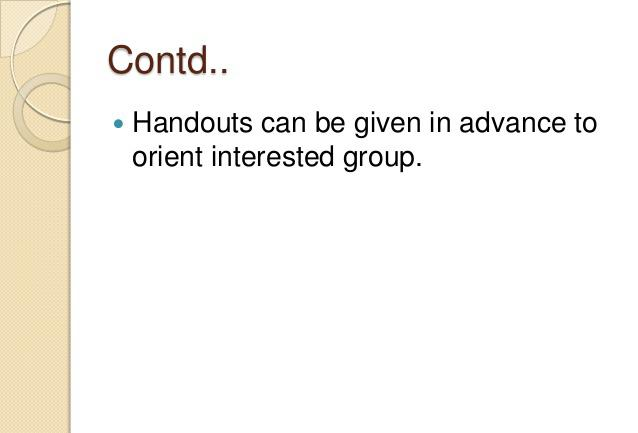 Contd..
• Handouts can be given in advance to
orient interested group.